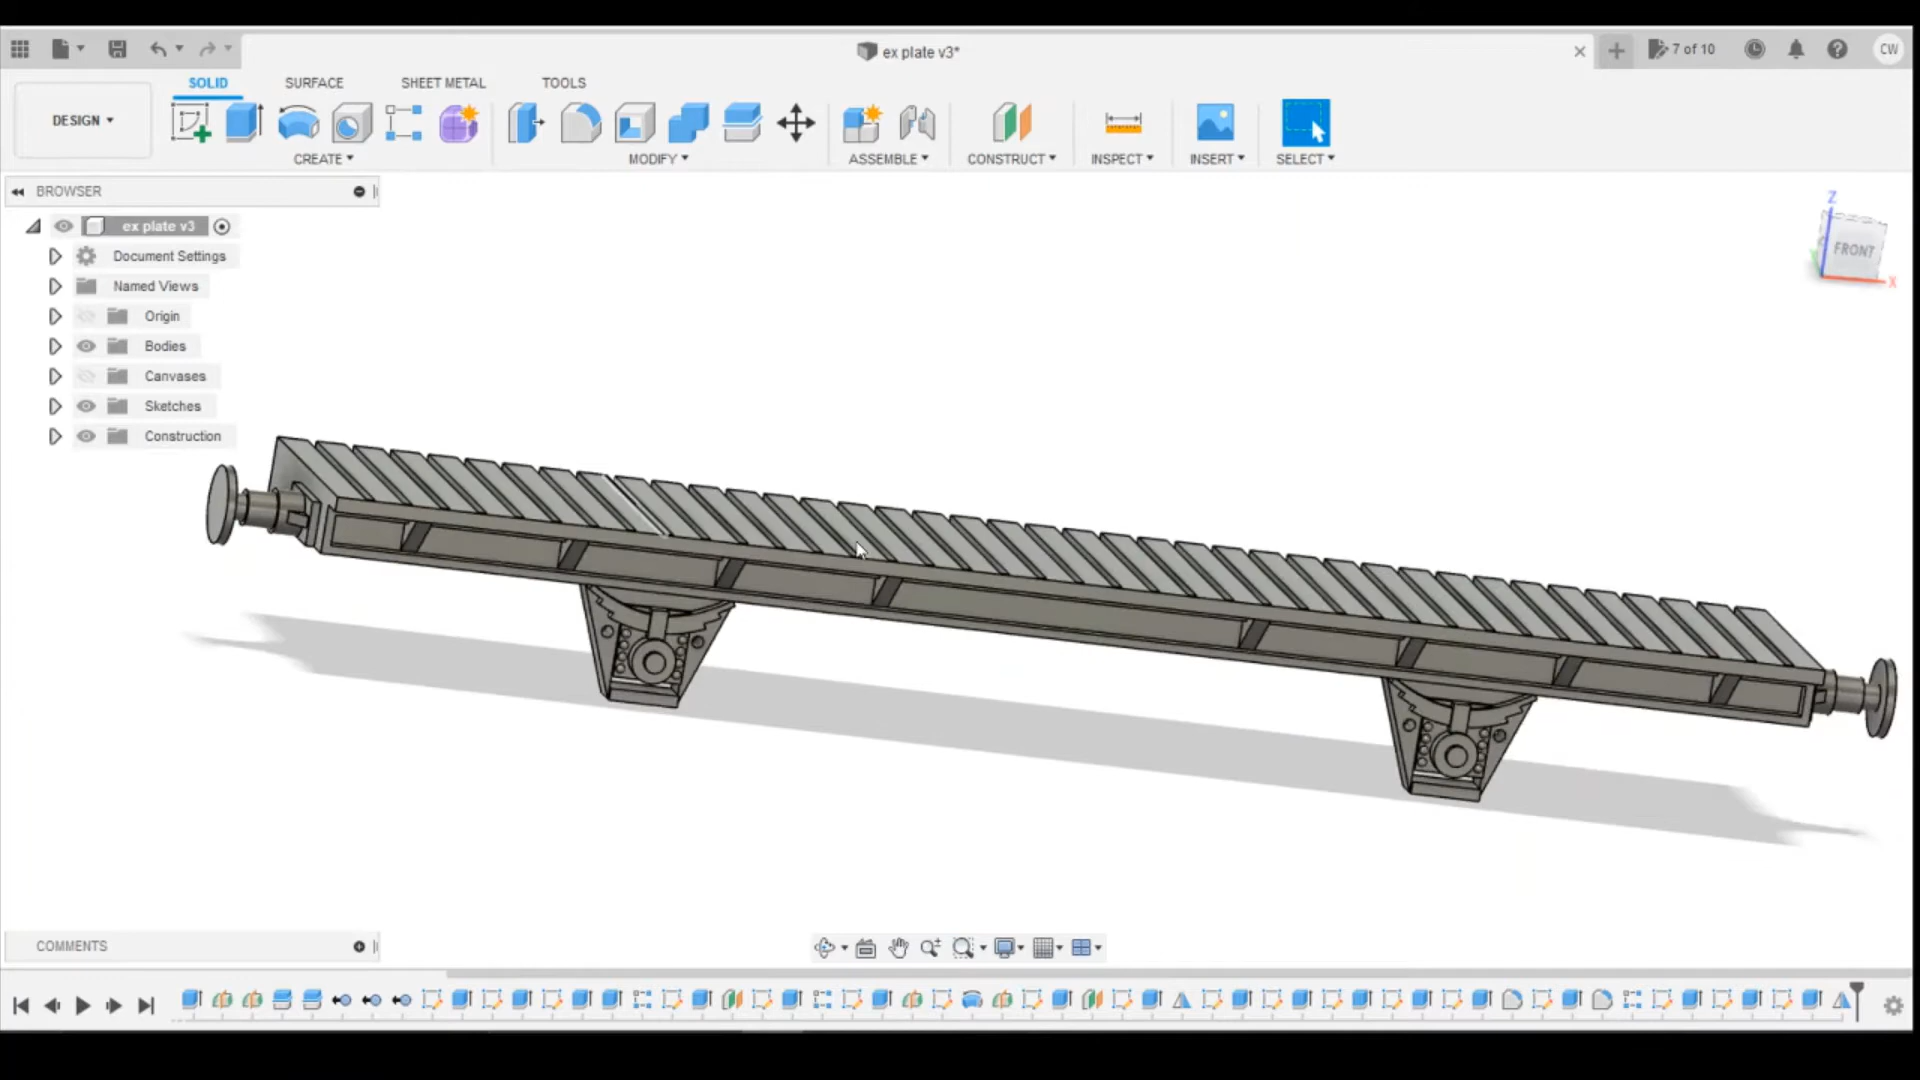 ex plate v3*
7 of 10
CW
SOLID
SURFACE
SHEET METAL
TOOLS
DESIGN
CREATE
MODIFY
ASSEMBLE
CONSTRUCT
INSPECT
INSERT
SELECT
BROWSER
ex plate v3
Document Settings
Named Views
Origin
Bodies
Canvases
Sketches
Construction
Z
FRONT
X
COMMENTS